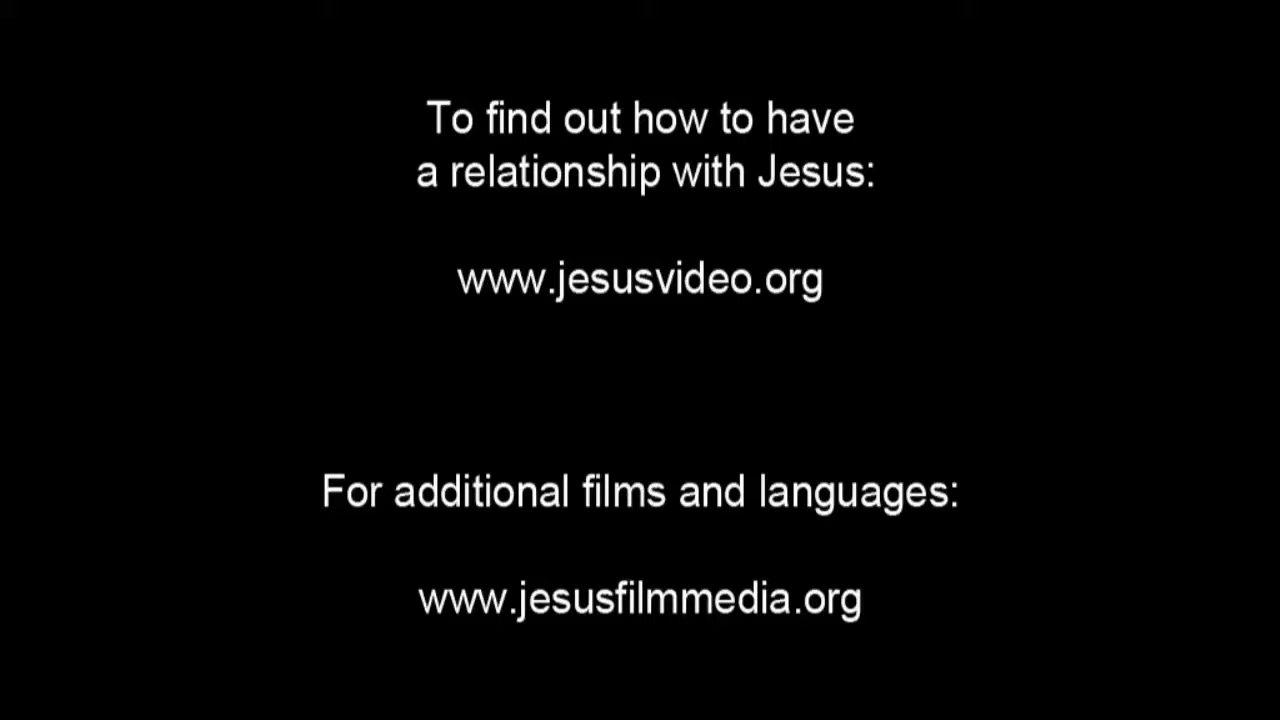 To find out how to have
a relationship with Jesus:
www.jesusvideo.org
For additional films and languages:
www.jesusfilmmedia.org